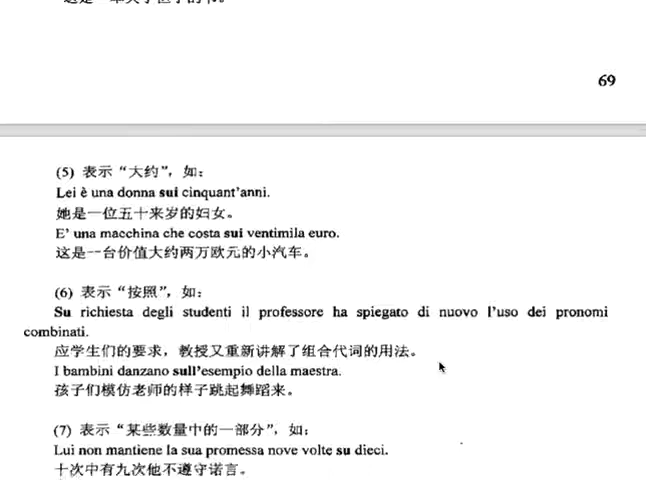 69
(5) 表示“大约”，如：
Lei è una donna sui cinquant'anni.
她是一位五十来岁的妇女。
E' una macchina che costa sui ventimila euro.
这是一台价值大约两万欧元的小汽车。
(6) 表示“按照”，如：
Su richiesta degli studenti il professore ha spiegato di nuovo l'uso dei pronomi
combinati.
应学生们的要求，教授又重新讲解了组合代词的用法。
I bambini danzano sull'esempio della maestra.
孩子们模仿老师的样子跳起舞蹈来。
(7) 表示“某些数量中的一部分”，如：
Lui non mantiene la sua promessa nove volte su dieci.
十次中有九次他不遵守诺言。